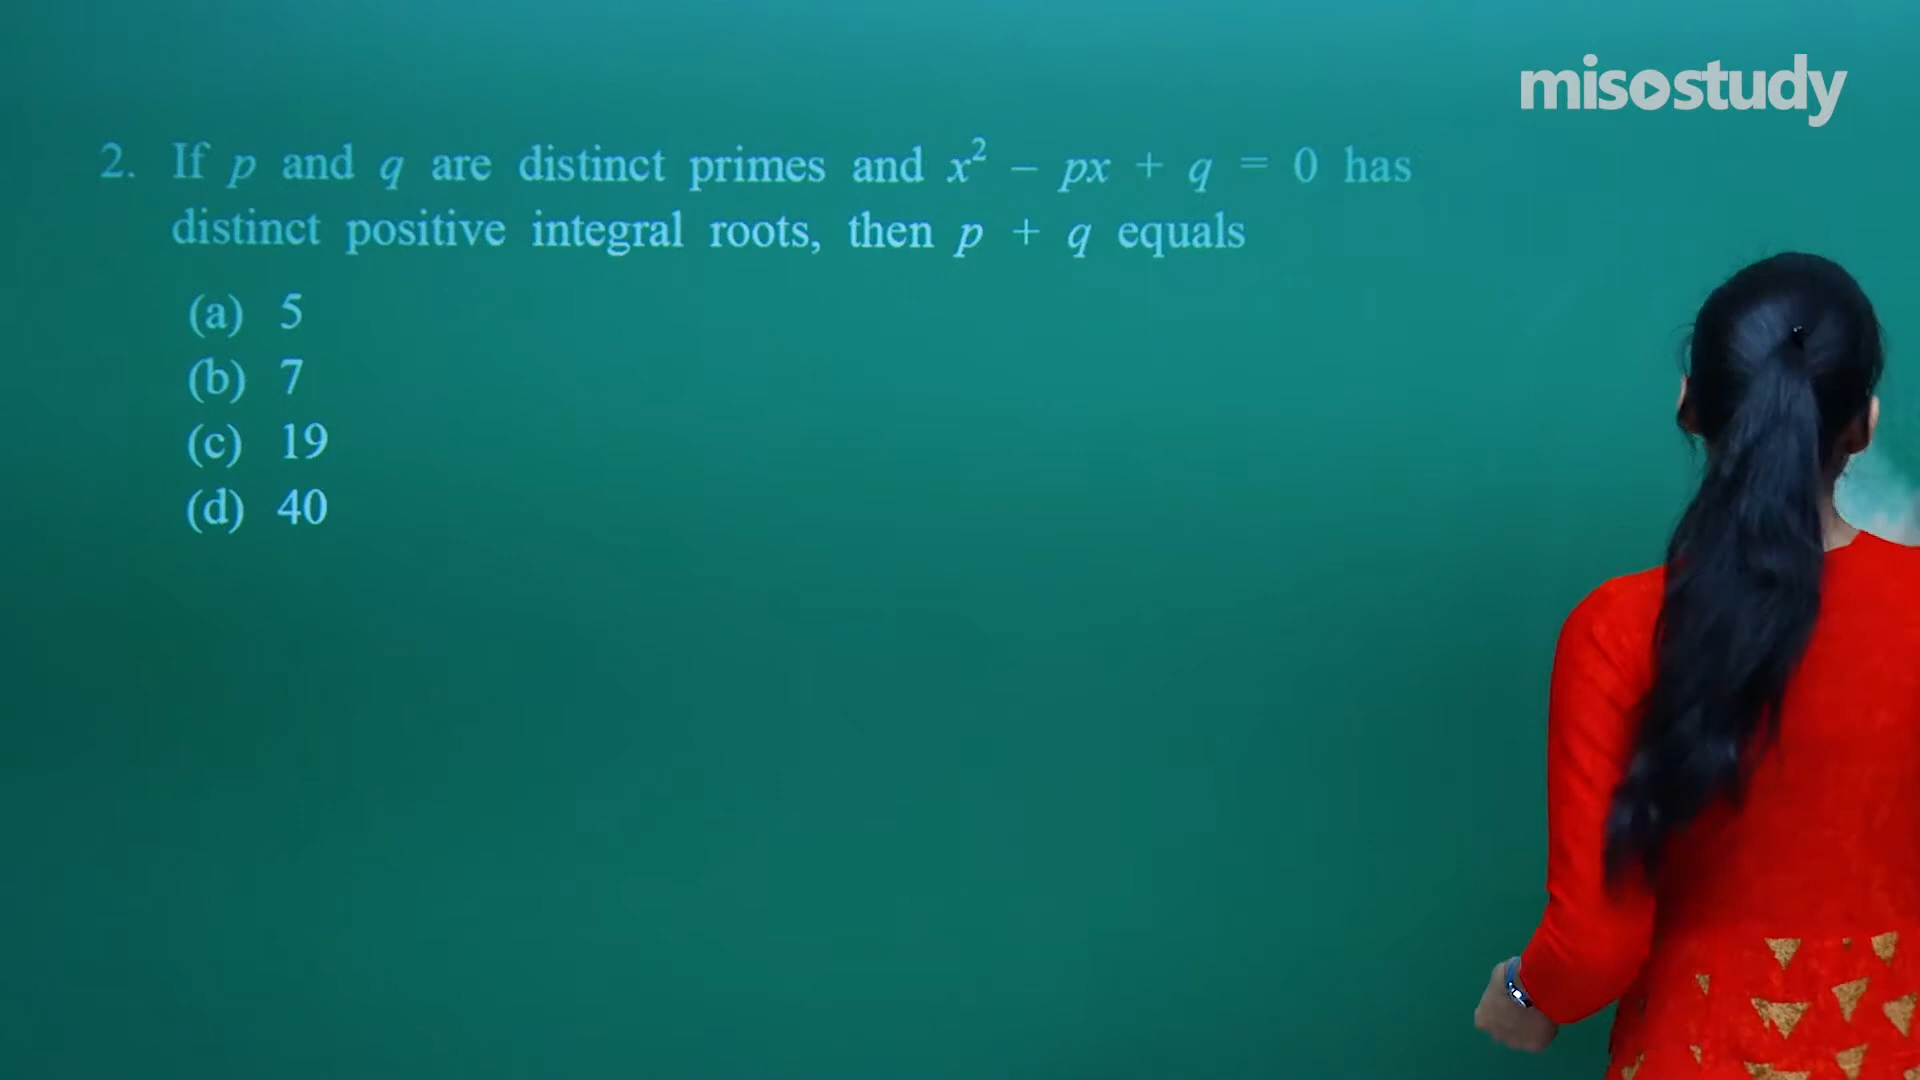 misostudy
2. If p and q are distinct primes and x² – px + q = 0 has
distinct positive integral roots, then p + q equals
(a) 5
(b) 7
(c) 19
(d) 40